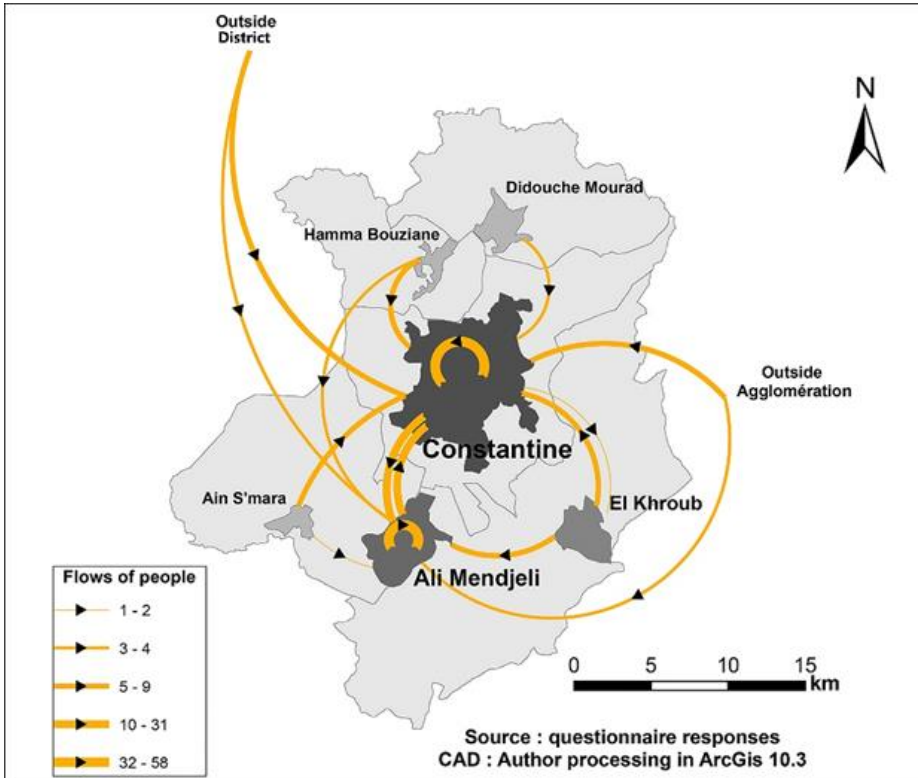 Outside
District
N
Didouche Mourad
Hamma Bouziane
Outside
Agglomération
Constantine
Ain S'mara
El Khroub
Ali Mendjeli
Flows of people
1 - 2
3 - 4
5 - 9
10 - 31
32 - 58
0 5 10 15
km
Source : questionnaire responses
CAD : Author processing in ArcGis 10.3